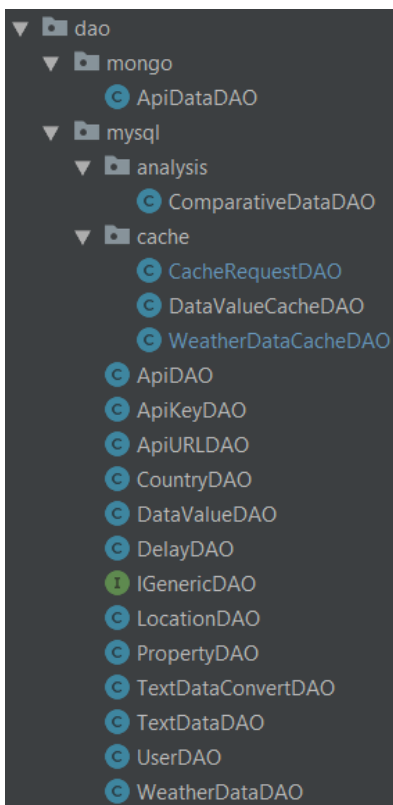 dao
mongo
C ApiDataDAO
mysql
analysis
C ComparativeDataDAO
cache
C CacheRequestDAO
C DataValueCacheDAO
C WeatherDataCacheDAO
C ApiDAO
C ApiKeyDAO
C ApiURLDAO
C CountryDAO
C DataValueDAO
C DelayDAO
I IGenericDAO
C LocationDAO
C PropertyDAO
C TextDataConvertDAO
C TextDataDAO
C UserDAO
C WeatherDataDAO